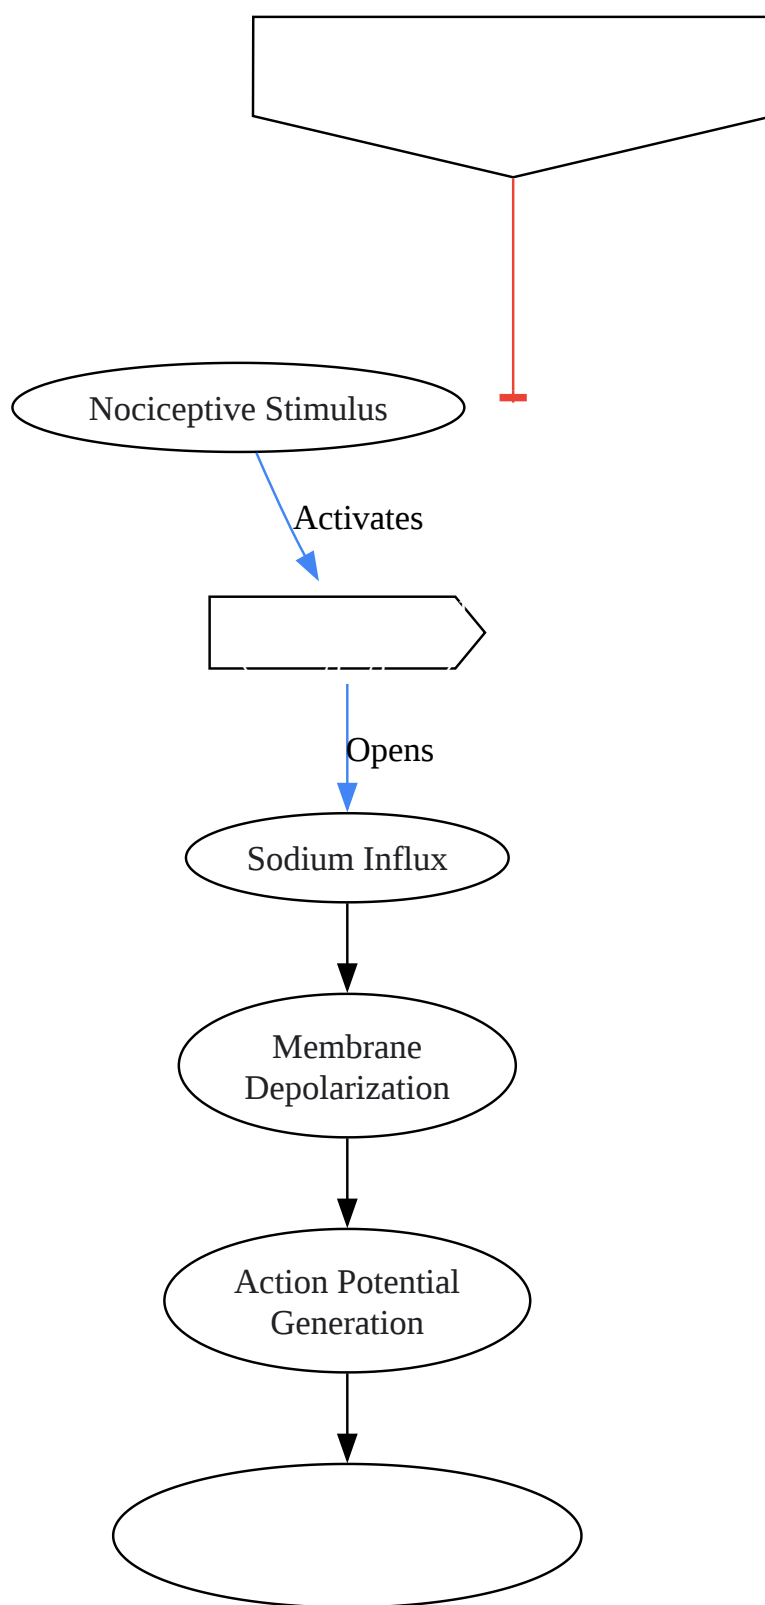 Nociceptive Stimulus
Activates
Opens
Sodium Influx
Membrane
Depolarization
Action Potential
Generation